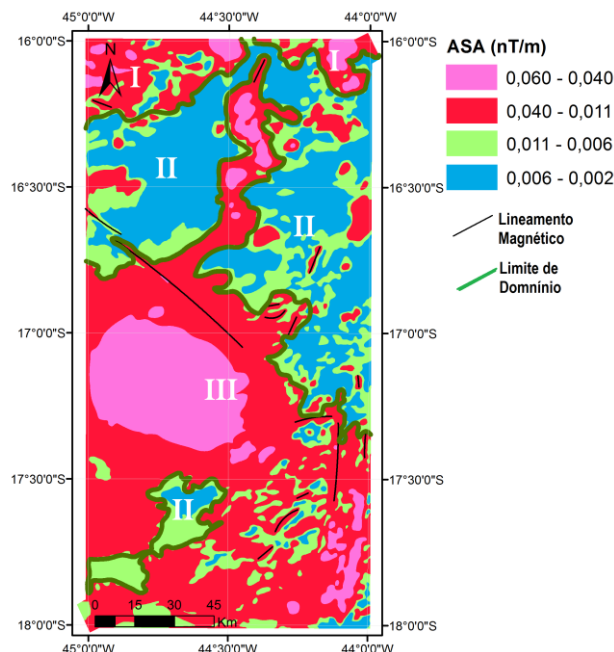 45°0'0"W 44°30'0"W 44°0'0"W
16°0'0"S 16°0'0"S
N
I I
II
16°30'0"S 16°30'0"S
II
17°0'0"S 17°0'0"S
III
17°30'0"S 17°30'0"S
II
0 15 30 45
Km
18°0'0"S 18°0'0"S
45°0'0"W 44°30'0"W 44°0'0"W
ASA (nT/m)
0,060 - 0,040
0,040 - 0,011
0,011 - 0,006
0,006 - 0,002
Lineamento
Magnético
Limite de
Domnínio